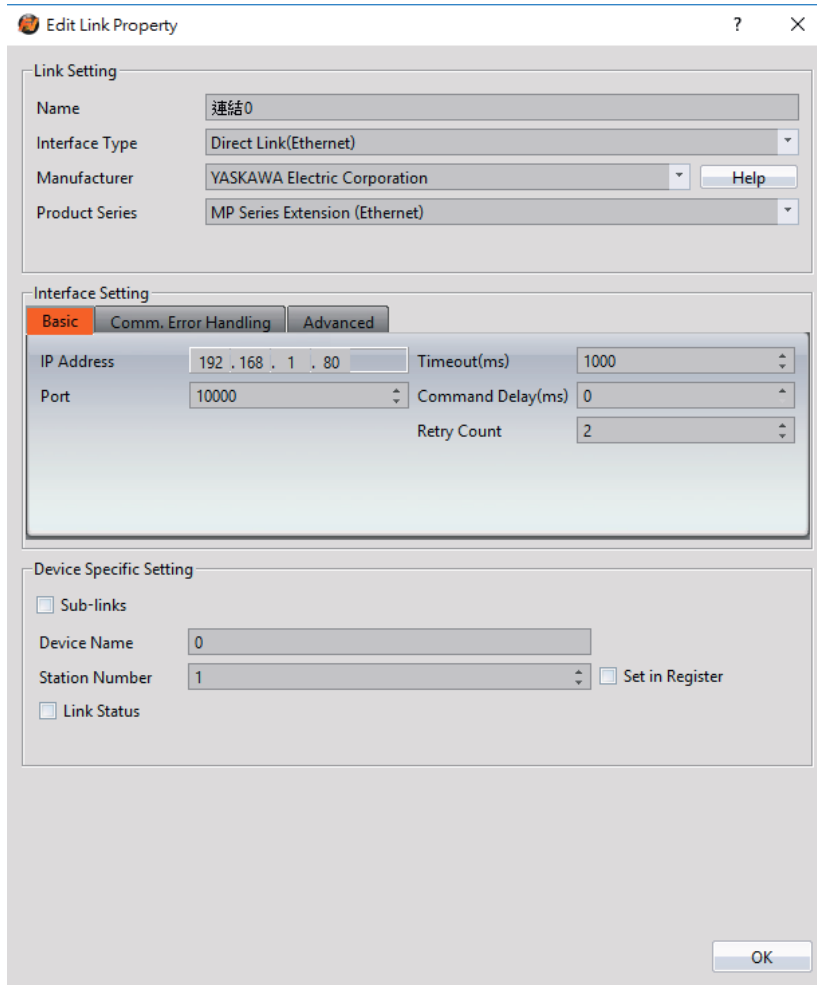 Edit Link Property ? ×
Link Setting
Name 連結0
Interface Type Direct Link(Ethernet)
Manufacturer YASKAWA Electric Corporation Help
Product Series MP Series Extension (Ethernet)
Interface Setting
Basic Comm. Error Handling Advanced
IP Address 192 . 168 . 1 . 80 Timeout(ms) 1000
Port 10000 Command Delay(ms) 0
Retry Count 2
Device Specific Setting
Sub-links
Device Name 0
Station Number 1 Set in Register
Link Status
OK